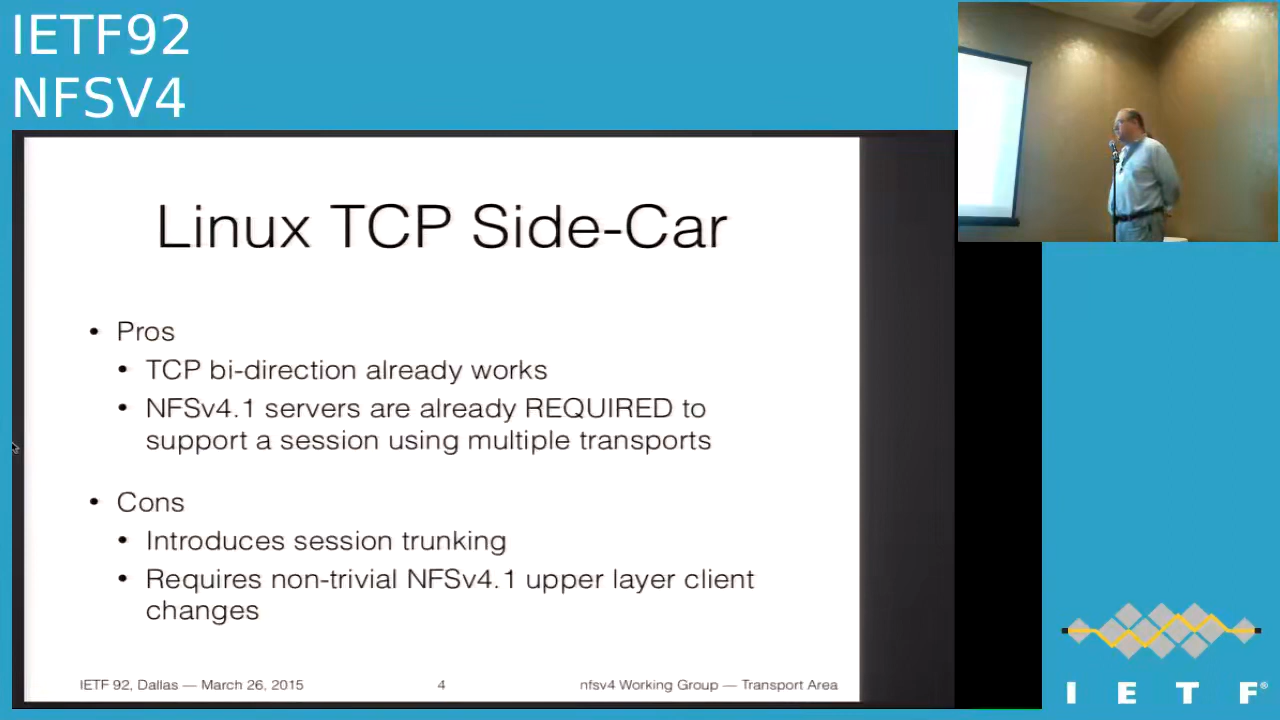 IETF92
NFSV4
Linux TCP Side-Car
• Pros
• TCP bi-direction already works
• NFSv4.1 servers are already REQUIRED to
support a session using multiple transports
• Cons
• Introduces session trunking
• Requires non-trivial NFSv4.1 upper layer client
changes
IETF 92, Dallas — March 26, 2015
4
nfsv4 Working Group — Transport Area
I E T F®